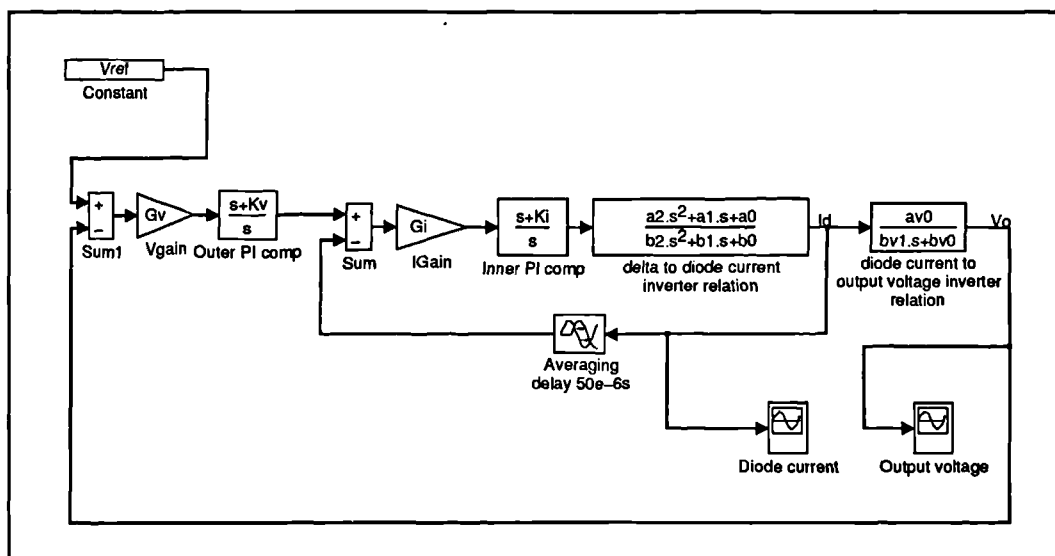 Vref
Constant
+
−
Sum1
Gv
Vgain
s+Kv
s
Outer PI comp
+
−
Sum
Gi
IGain
s+Ki
s
Inner PI comp
a2.s²+a1.s+a0
b2.s²+b1.s+b0
delta to diode current
inverter relation
Id
av0
bv1.s+bv0
diode current to
output voltage inverter
relation
Vo
Averaging
delay 50e−6s
Diode current
Output voltage